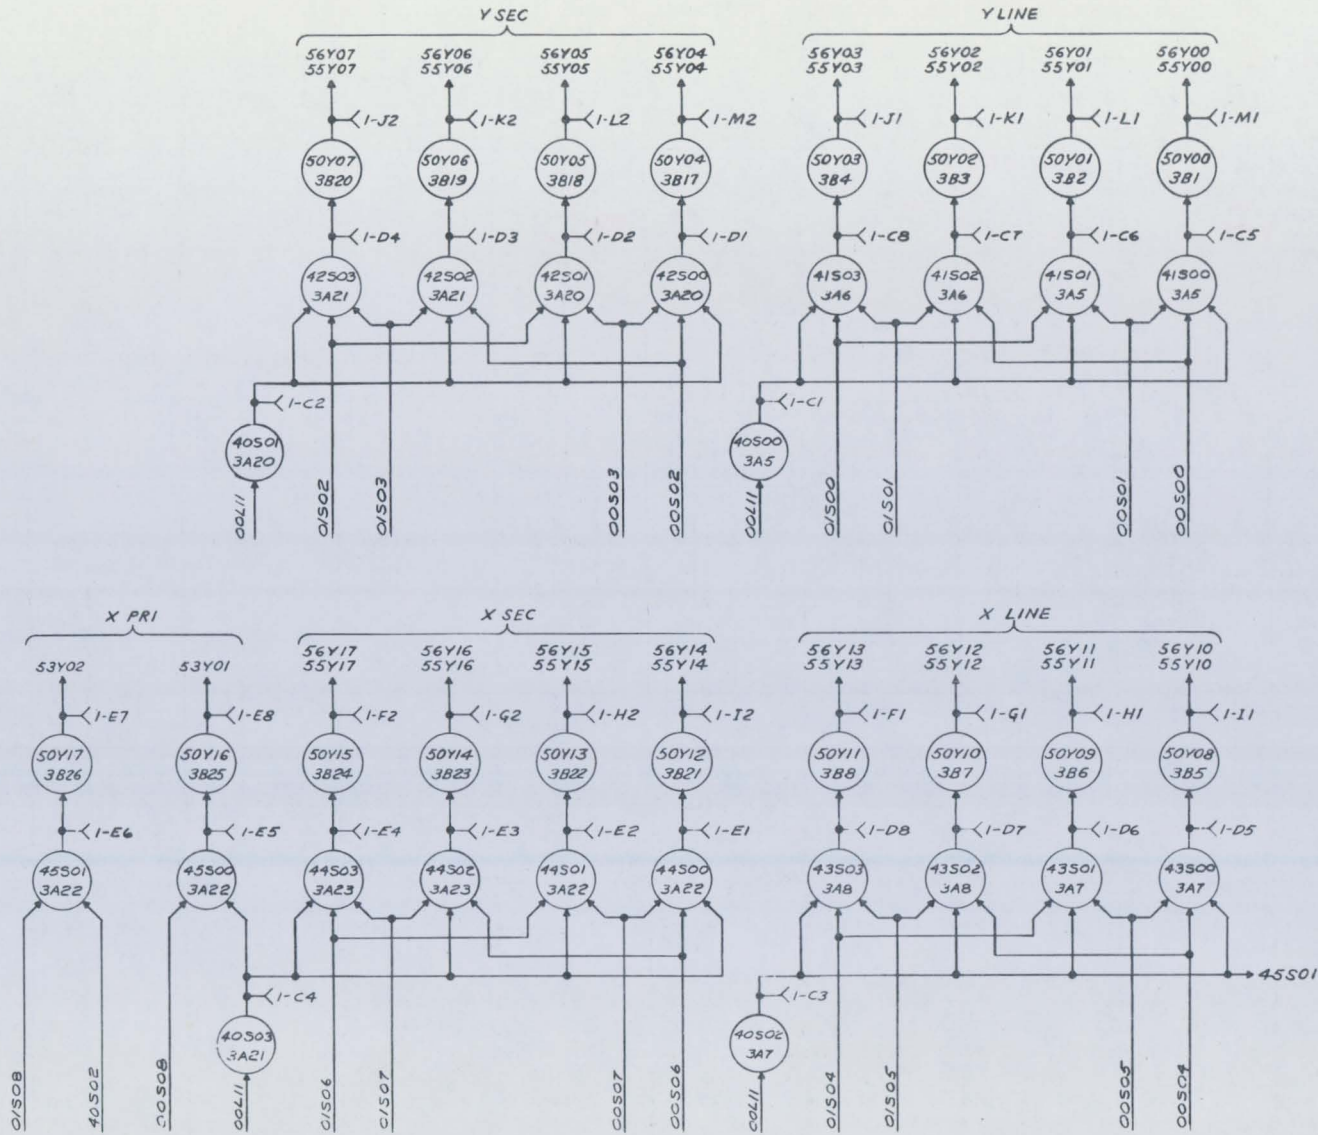 Y SEC
Y LINE
56Y07 56Y06 56Y05 56Y04 56Y03 56Y02 56Y01 56Y00
55Y07 55Y06 55Y05 55Y04 55Y03 55Y02 55Y01 55Y00
1-J2 1-K2 1-L2 1-M2 1-J1 1-K1 1-L1 1-M1
50Y07 50Y06 50Y05 50Y04 50Y03 50Y02 50Y01 50Y00
3B20 3B19 3B18 3B17 3B4 3B3 3B2 3B1
1-D4 1-D3 1-D2 1-D1 1-C8 1-C7 1-C6 1-C5
42S03 42S02 42S01 42S00 41S03 41S02 41S01 41S00
3A21 3A21 3A20 3A20 3A6 3A6 3A5 3A5
1-C2 1-C1
40S01 40S00
3A20 3A5
00L11 01S02 01S03 00S03 00S02 00L11 01S00 01S01 00S01 00S00
X PRI
X SEC
X LINE
53Y02 53Y01
56Y17 56Y16 56Y15 56Y14 56Y13 56Y12 56Y11 56Y10
55Y17 55Y16 55Y15 55Y14 55Y13 55Y12 55Y11 55Y10
1-E7 1-E8 1-F2 1-G2 1-H2 1-I2 1-F1 1-G1 1-H1 1-I1
50Y17 50Y16 50Y15 50Y14 50Y13 50Y12 50Y11 50Y10 50Y09 50Y08
3B26 3B25 3B24 3B23 3B22 3B21 3B8 3B7 3B6 3B5
1-E6 1-E5 1-E4 1-E3 1-E2 1-E1 1-D8 1-D7 1-D6 1-D5
45S01 45S00 44S03 44S02 44S01 44S00 43S03 43S02 43S01 43S00
3A22 3A22 3A23 3A23 3A22 3A22 3A8 3A8 3A7 3A7
45S01
1-C4 1-C3
40S03 40S02
3A21 3A7
01S08 40S02 00S08 00L11 01S06 01S07 00S07 00S06 00L11 01S04 01S05 00S05 00S04